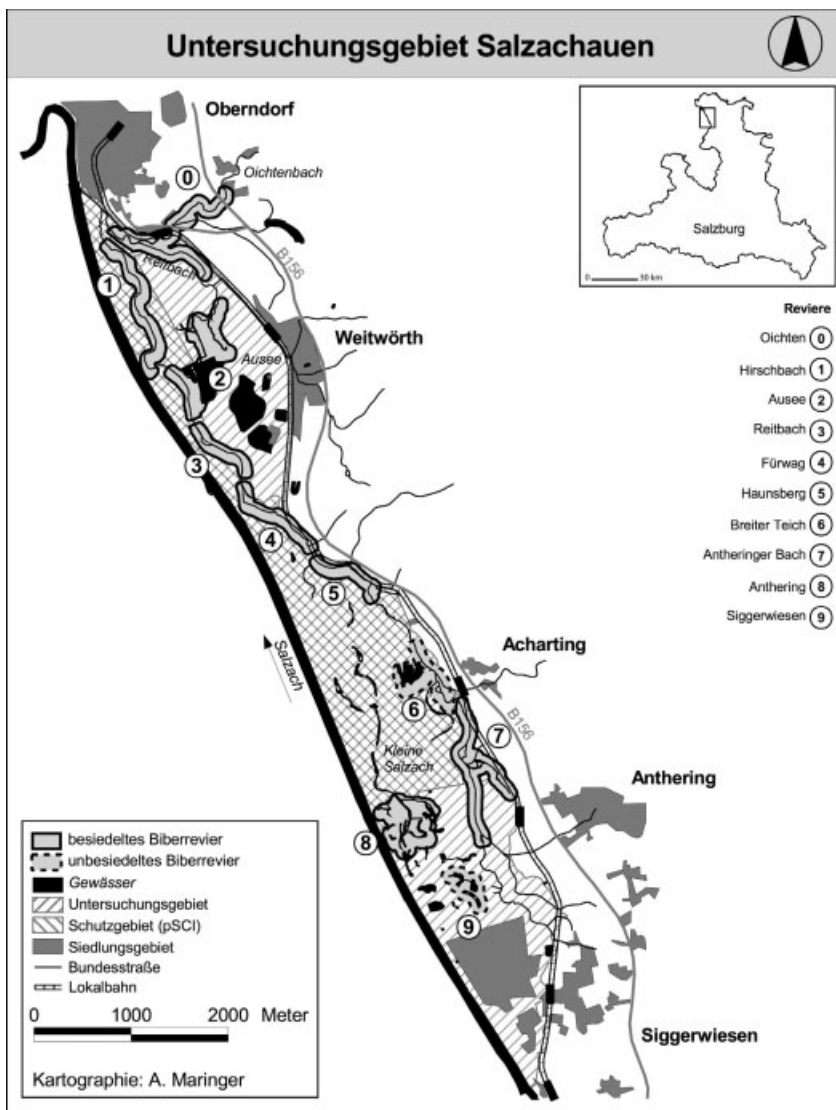 Untersuchungsgebiet Salzachauen
Oberndorf
0
Oichtenbach
Salzburg
0 30 km
B156
Reitbach
1
Reviere
Oichten 0
Hirschbach 1
Ausee 2
Reitbach 3
Fürwag 4
Haunsberg 5
Breiter Teich 6
Antheringer Bach 7
Anthering 8
Siggerwiesen 9
Weitwörth
Ausee
2
3
4
5
Salzach
Acharting
6
B156
7
Kleine
Salzach
Anthering
8
9
Siggerwiesen
besiedeltes Biberrevier
unbesiedeltes Biberrevier
Gewässer
Untersuchungsgebiet
Schutzgebiet (pSCI)
Siedlungsgebiet
Bundesstraße
Lokalbahn
0 1000 2000 Meter
Kartographie: A. Maringer